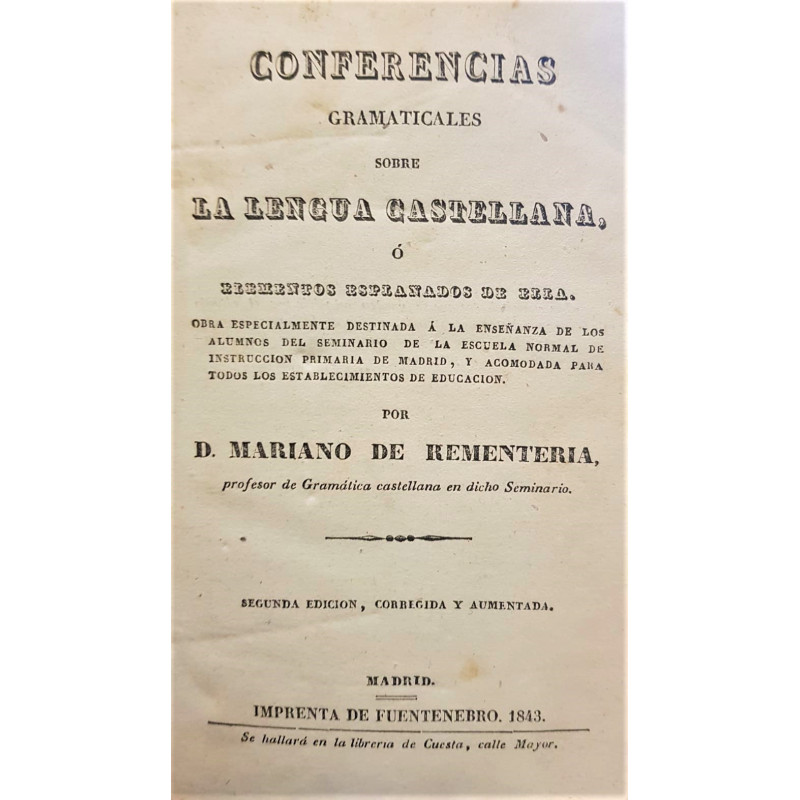 CONFERENCIAS
GRAMATICALES
SOBRE
LA LENGUA CASTELLANA,
Ó
ELEMENTOS ESPLANADOS DE ELLA.
OBRA ESPECIALMENTE DESTINADA Á LA ENSEÑANZA DE LOS
ALUMNOS DEL SEMINARIO DE LA ESCUELA NORMAL DE
INSTRUCCION PRIMARIA DE MADRID, Y ACOMODADA PARA
TODOS LOS ESTABLECIMIENTOS DE EDUCACION.
POR
D. MARIANO DE REMENTERIA,
profesor de Gramática castellana en dicho Seminario.
SEGUNDA EDICION, CORREGIDA Y AUMENTADA.
MADRID.
IMPRENTA DE FUENTENEBRO. 1843.
Se hallará en la libreria de Cuesta, calle Mayor.